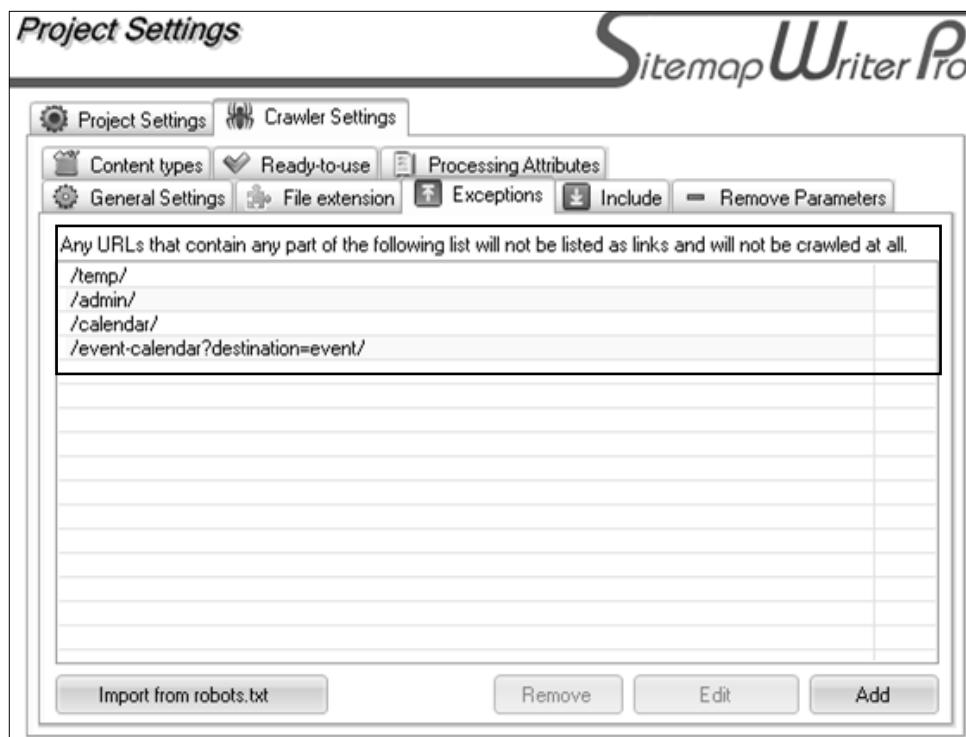 Project Settings
Sitemap Writer Pro
Project Settings Crawler Settings
Content types Ready-to-use Processing Attributes
General Settings File extension Exceptions Include Remove Parameters
Any URLs that contain any part of the following list will not be listed as links and will not be crawled at all.
/temp/
/admin/
/calendar/
/event-calendar?destination=event/
Import from robots.txt Remove Edit Add